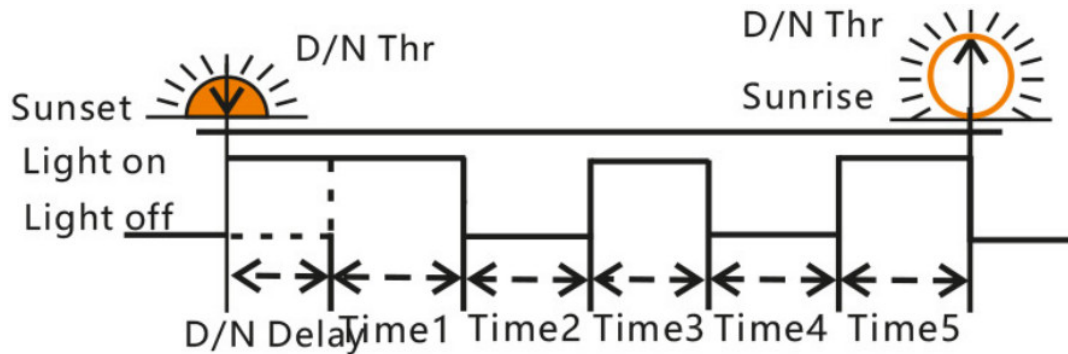 D/N Thr
D/N Thr
Sunset
Sunrise
Light on
Light off
D/N Delay
Time1
Time2
Time3
Time4
Time5